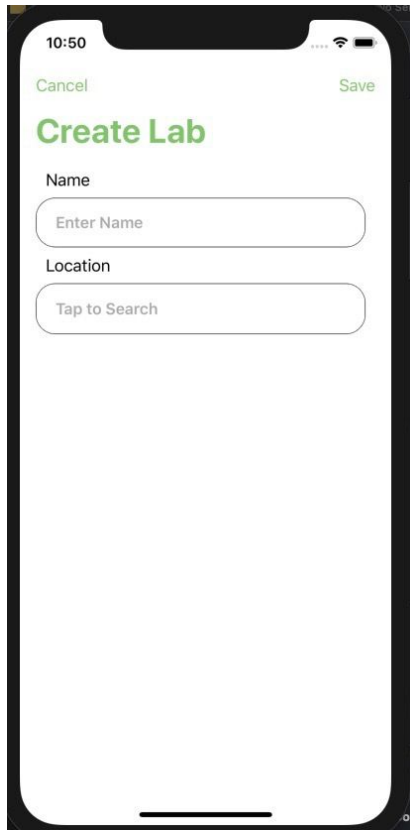 10:50
Cancel Save
Create Lab
Name
Enter Name
Location
Tap to Search